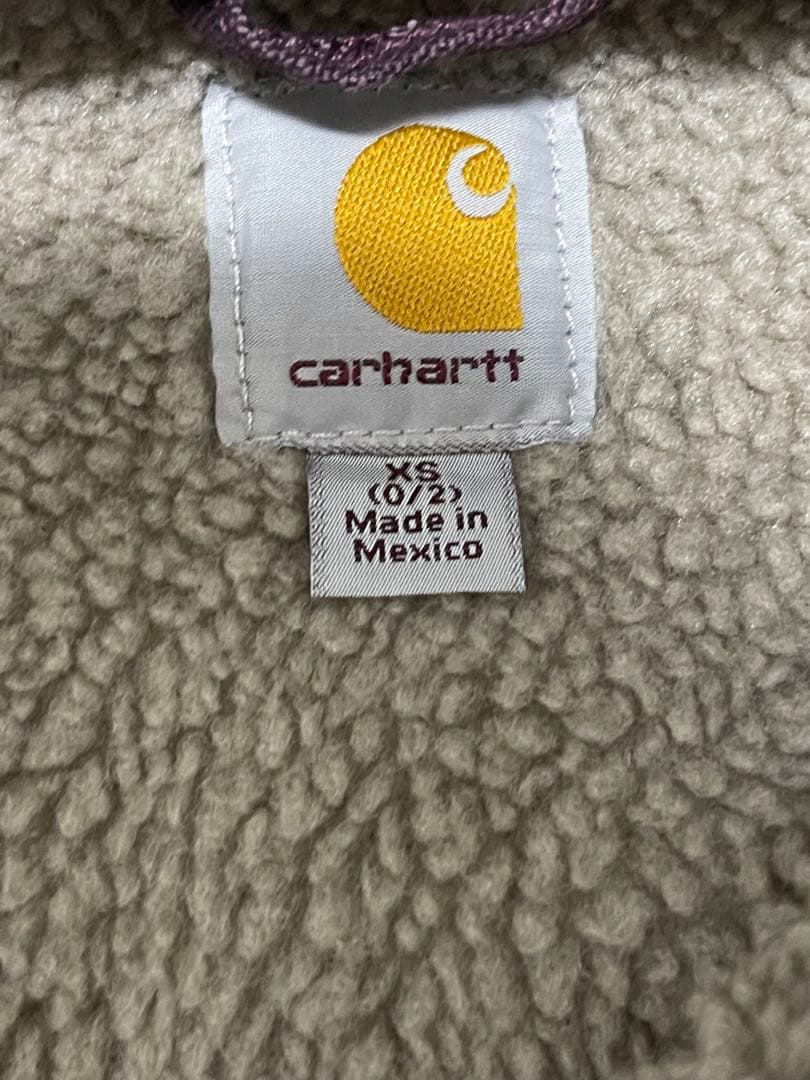 carhartt
XS
(0/2)
Made in
Mexico